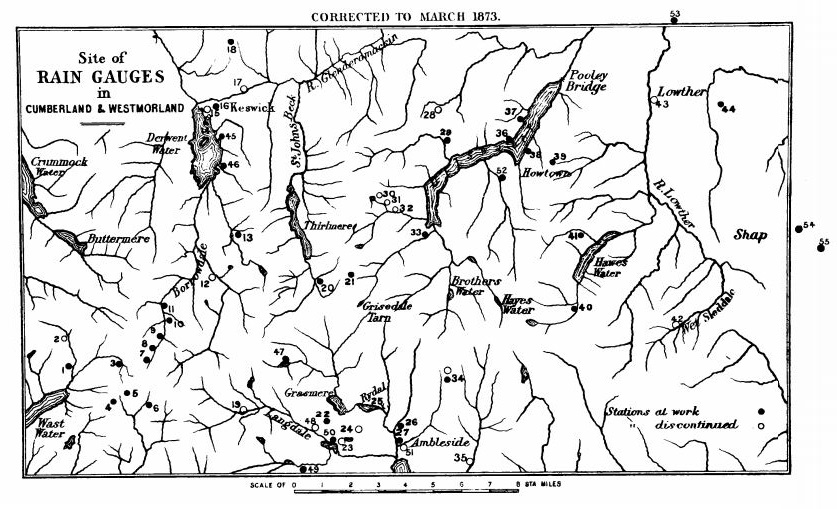 CORRECTED TO MARCH 1873.
53
Site of
RAIN GAUGES
in
CUMBERLAND & WESTMORLAND
18
17
R. Glenderamackin
Pooley
Bridge
Lowther
43
44
15
16
Keswick
St. Johns Beck
28
37
Derwent
Water
45
29
36
38
39
46
Howtown
52
Crummock
Water
R. Lowther
30
31
32
Thirlmere
33
13
41
Shap
54
55
Buttermere
Borrowdale
12
20
21
Hawes
Water
Brothers
Water
Grisedale
Tarn
Hayes
Water
40
42
Wet Sleddale
11
10
9
8
7
2
1
3
47
34
4
5
6
Grasmere
Rydal
25
19
Langdale
48
22
50
24
23
26
27
51
Ambleside
35
Wast
Water
49
Stations at work
" discontinued
SCALE OF 0 1 2 3 4 5 6 7 8 STA MILES